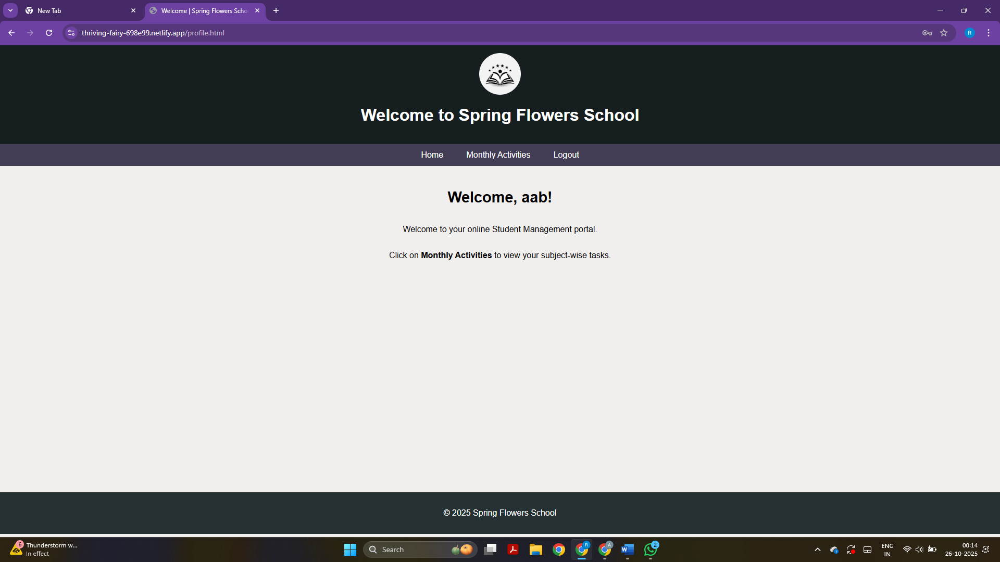 New Tab
Welcome | Spring Flowers Scho
thriving-fairy-698e99.netlify.app/profile.html
R
Welcome to Spring Flowers School
Home
Monthly Activities
Logout
Welcome, aab!
Welcome to your online Student Management portal.
Click on Monthly Activities to view your subject-wise tasks.
© 2025 Spring Flowers School
6
Thunderstorm w...
In effect
Search
R
A
W
2
ENG
IN
00:14
26-10-2025